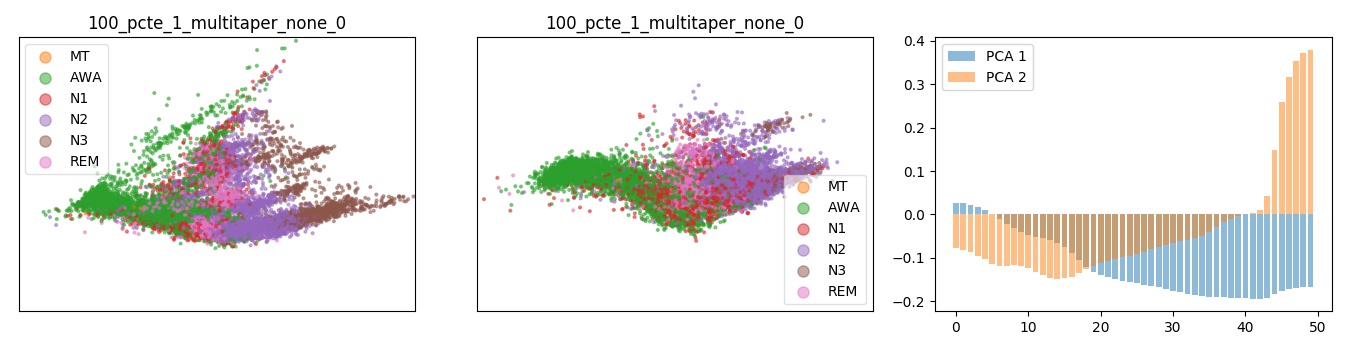 100_pcte_1_multitaper_none_0
MT
AWA
N1
N2
N3
REM
100_pcte_1_multitaper_none_0
MT
AWA
N1
N2
N3
REM
PCA 1
PCA 2
0.4
0.3
0.2
0.1
0.0
−0.1
−0.2
0 10 20 30 40 50